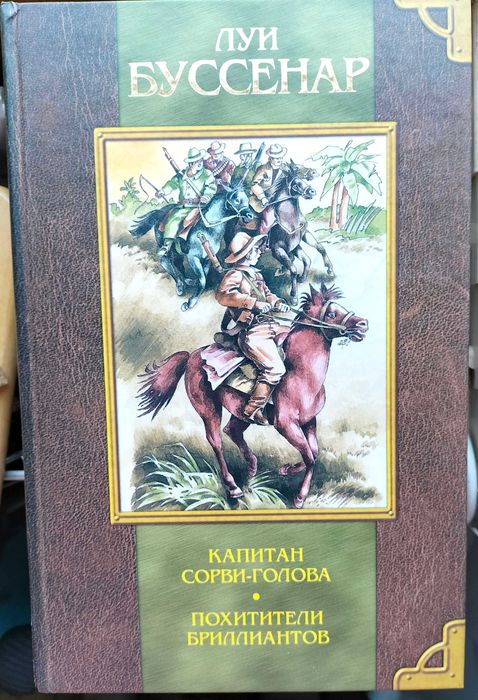 ЛУИ
БУССЕНАР
КАПИТАН
СОРВИ-ГОЛОВА
•
ПОХИТИТЕЛИ
БРИЛЛИАНТОВ